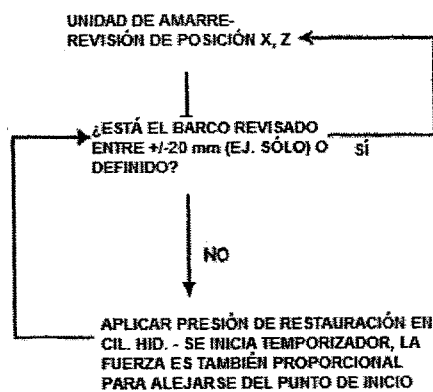 UNIDAD DE AMARRE-
REVISIÓN DE POSICIÓN X, Z
¿ESTÁ EL BARCO REVISADO
ENTRE +/-20 mm (EJ. SÓLO) O
DEFINIDO?
SÍ
NO
APLICAR PRESIÓN DE RESTAURACIÓN EN
CIL. HID. - SE INICIA TEMPORIZADOR, LA
FUERZA ES TAMBIÉN PROPORCIONAL
PARA ALEJARSE DEL PUNTO DE INICIO